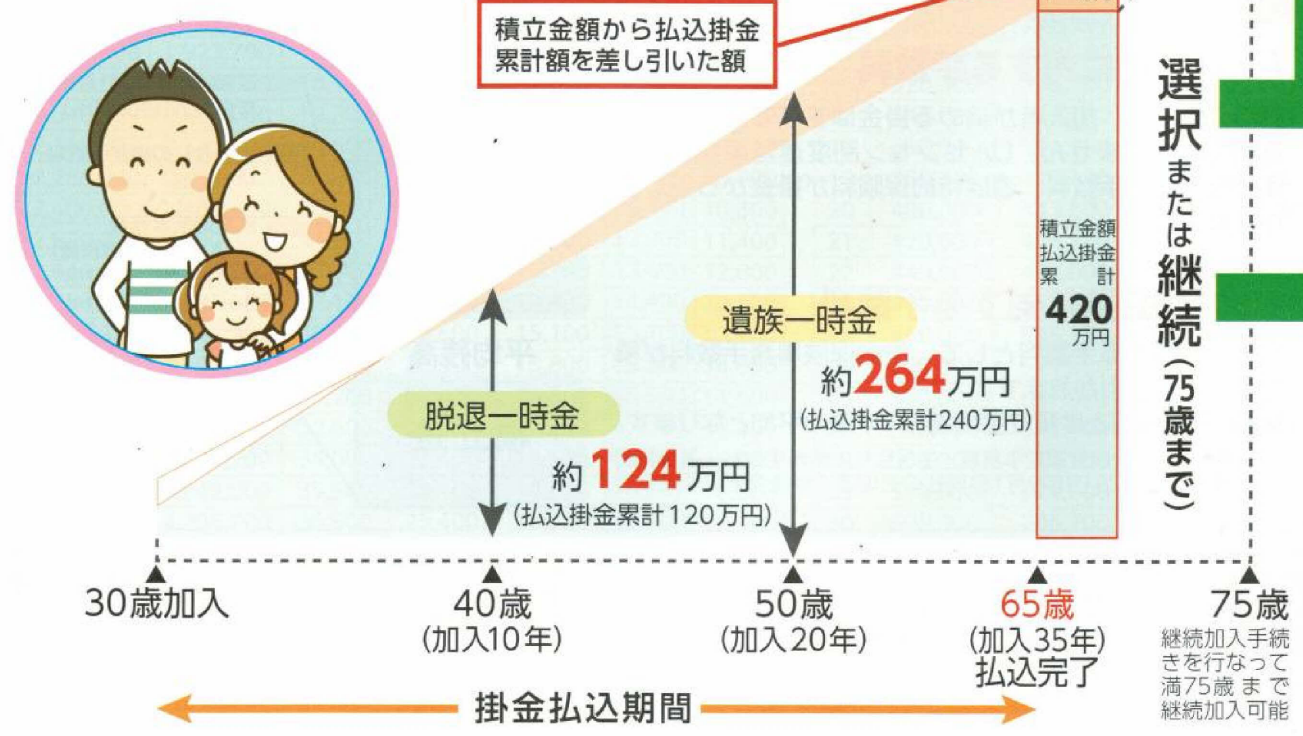 積立金額から払込掛金
累計額を差し引いた額
選択または継続(75歳まで)
積立金額
払込掛金
累計
420
万円
遺族一時金
約264万円
(払込掛金累計240万円)
脱退一時金
約124万円
(払込掛金累計120万円)
30歳加入
40歳
(加入10年)
50歳
(加入20年)
65歳
(加入35年)
払込完了
75歳
継続加入手続
きを行なって
満75歳まで
継続加入可能
掛金払込期間